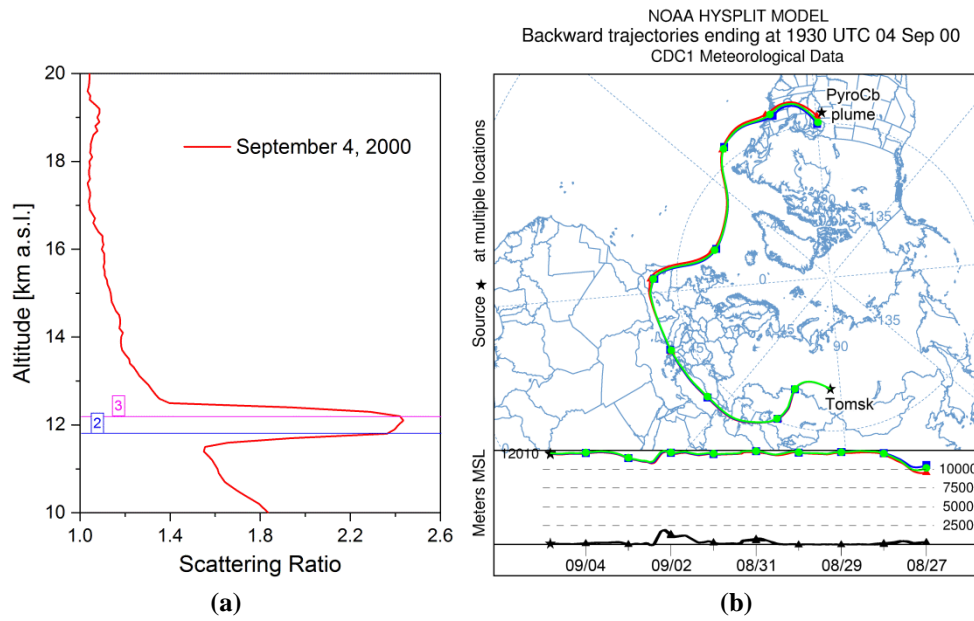 20
18
16
14
12
10
Altitude [km a.s.l.]
September 4, 2000
3
2
1.0 1.4 1.8 2.2 2.6
Scattering Ratio
(a)
NOAA HYSPLIT MODEL
Backward trajectories ending at 1930 UTC 04 Sep 00
CDC1 Meteorological Data
Source ★ at multiple locations
PyroCb
plume
-135
0
-45
45
135
90
Tomsk
Meters MSL
12010
10000
7500
5000
2500
09/04 09/02 08/31 08/29 08/27
(b)